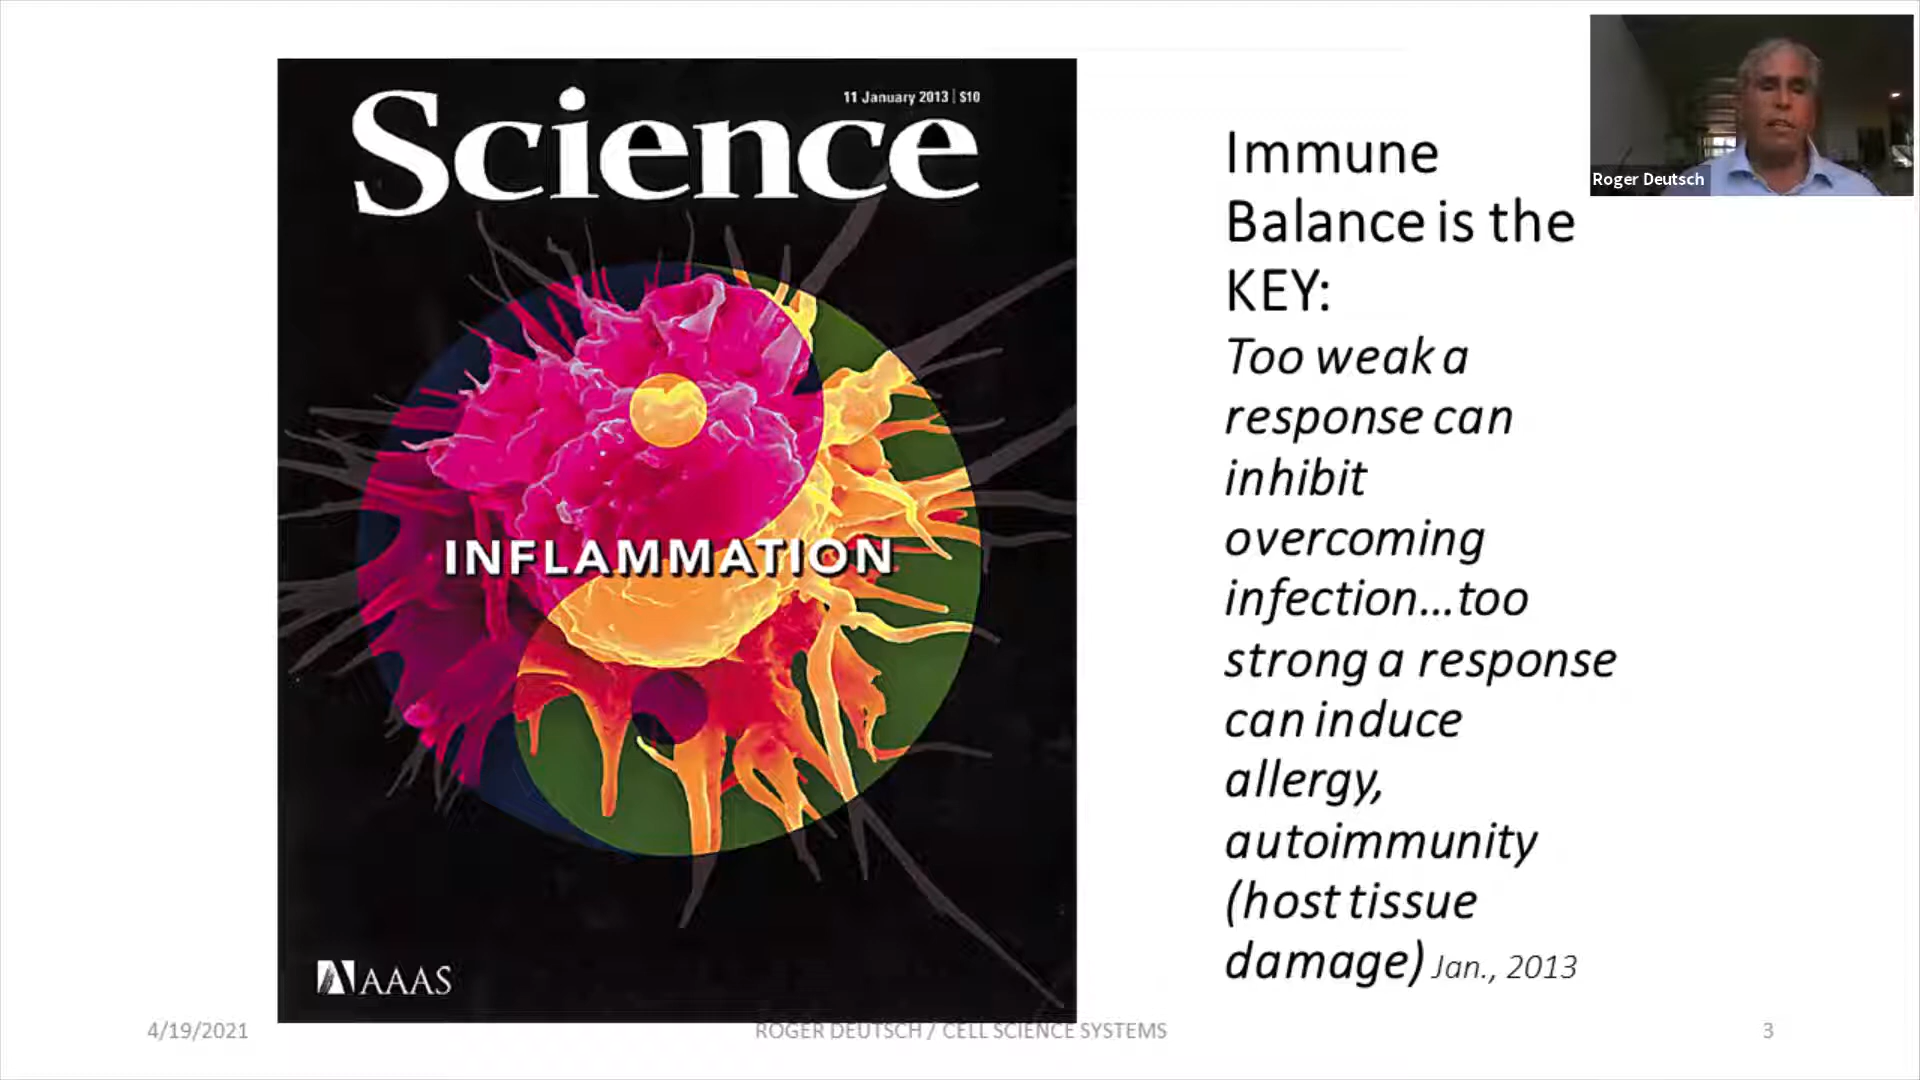 11 January 2013 | $10
Science
INFLAMMATION
AAAS
Immune
Balance is the
KEY:
Too weak a
response can
inhibit
overcoming
infection...too
strong a response
can induce
allergy,
autoimmunity
(host tissue
damage) Jan., 2013
Roger Deutsch
4/19/2021
ROGER DEUTSCH / CELL SCIENCE SYSTEMS
3